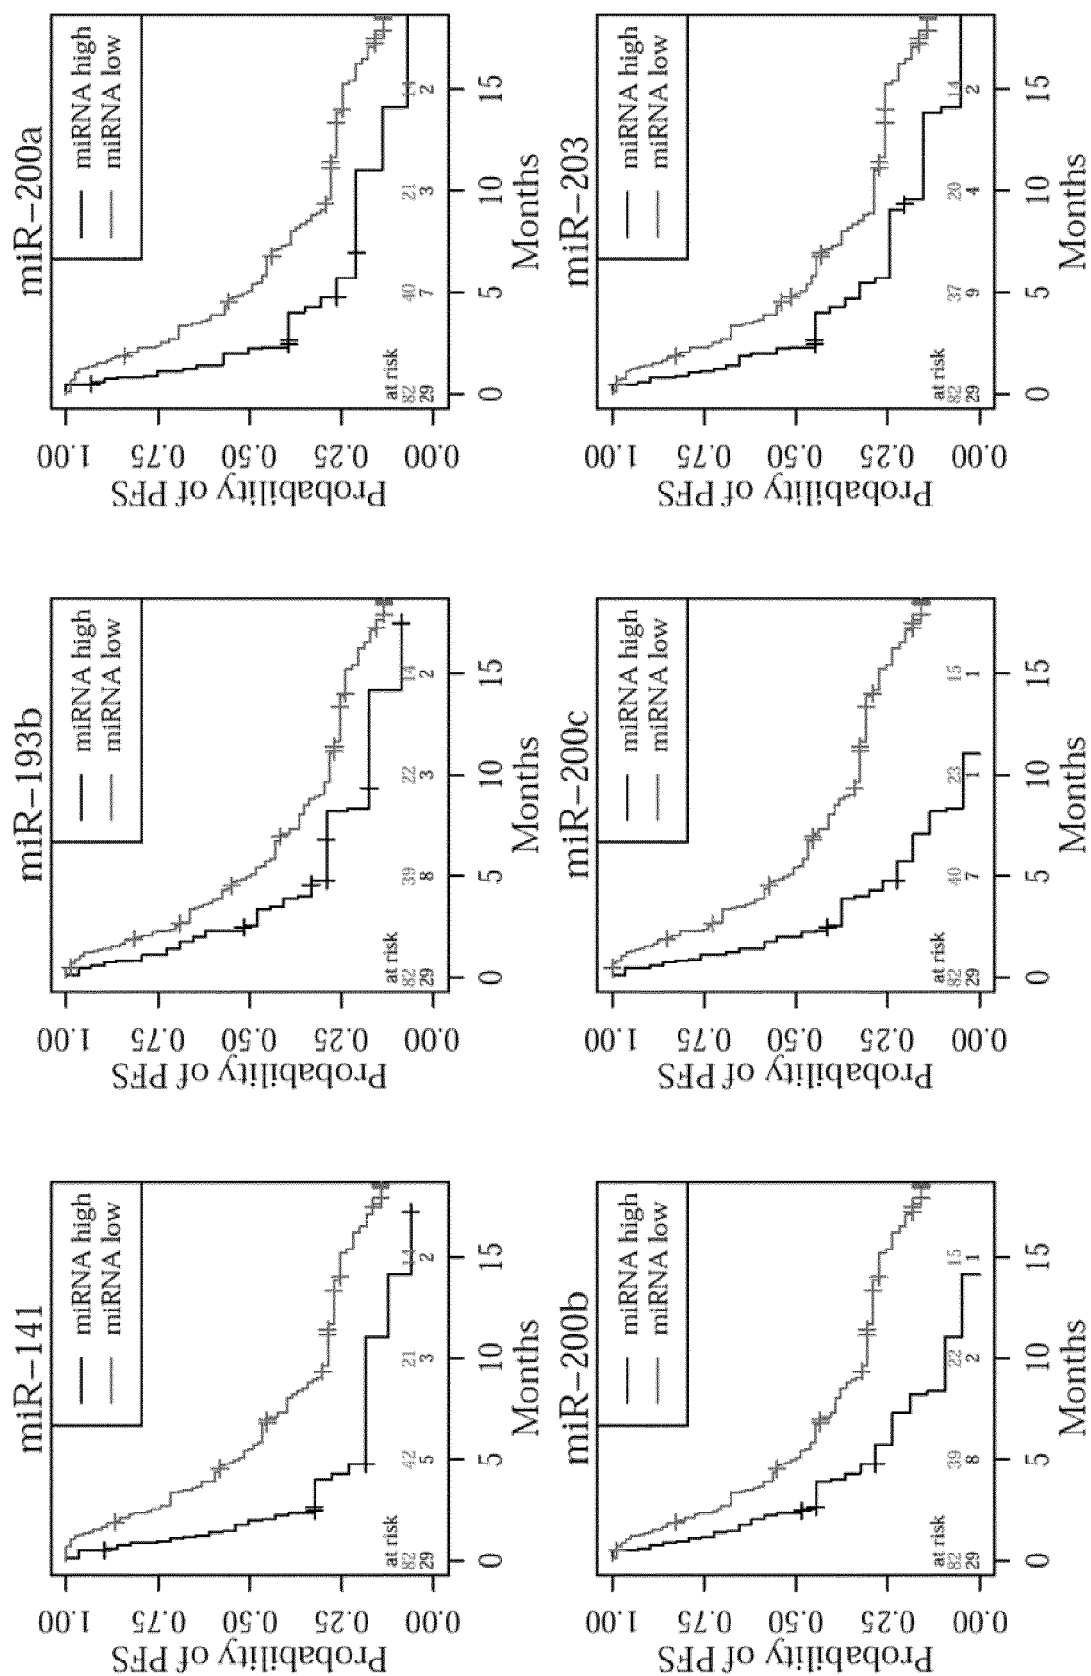 miR−141
miRNA high
miRNA low
Probability of PFS
1.00
0.75
0.50
0.25
0.00
at risk
82 42 21 14
29 5 3 2
0 5 10 15
Months
miR−193b
miRNA high
miRNA low
Probability of PFS
1.00
0.75
0.50
0.25
0.00
at risk
82 39 22 14
29 8 3 2
0 5 10 15
Months
miR−200a
miRNA high
miRNA low
Probability of PFS
1.00
0.75
0.50
0.25
0.00
at risk
82 40 21 14
29 7 3 2
0 5 10 15
Months
miR−200b
miRNA high
miRNA low
Probability of PFS
1.00
0.75
0.50
0.25
0.00
at risk
82 39 22 15
29 8 2 1
0 5 10 15
Months
miR−200c
miRNA high
miRNA low
Probability of PFS
1.00
0.75
0.50
0.25
0.00
at risk
82 40 23 15
29 7 1 1
0 5 10 15
Months
miR−203
miRNA high
miRNA low
Probability of PFS
1.00
0.75
0.50
0.25
0.00
at risk
82 37 20 14
29 9 4 2
0 5 10 15
Months